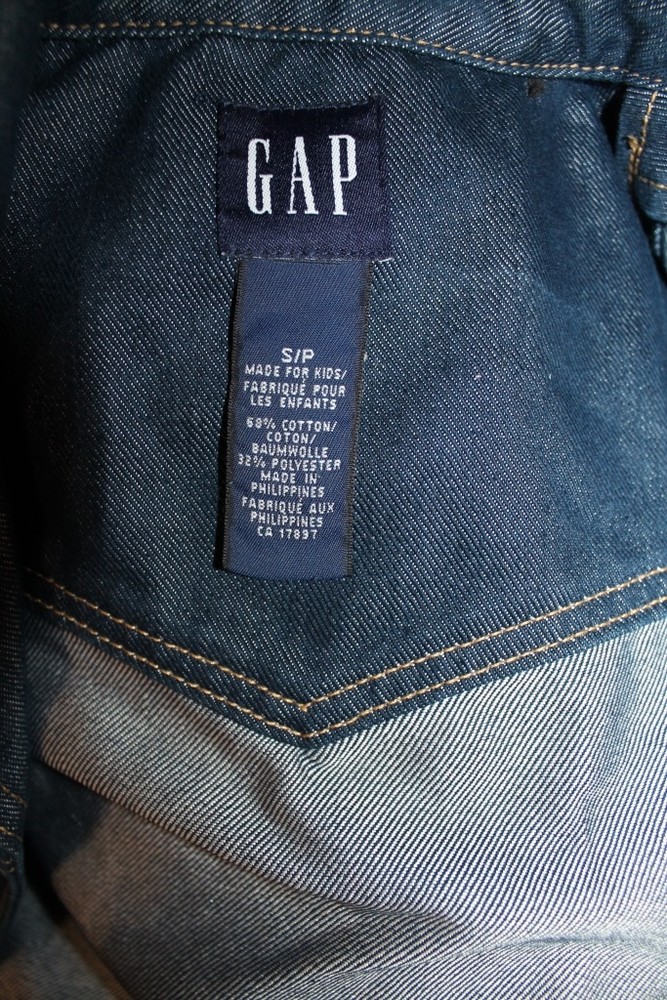 GAP
S/P
MADE FOR KIDS/
FABRIQUÉ POUR
LES ENFANTS
68% COTTON/
COTON/
BAUMWOLLE
32% POLYESTER
MADE IN
PHILIPPINES
FABRIQUÉ AUX
PHILIPPINES
CA 17897